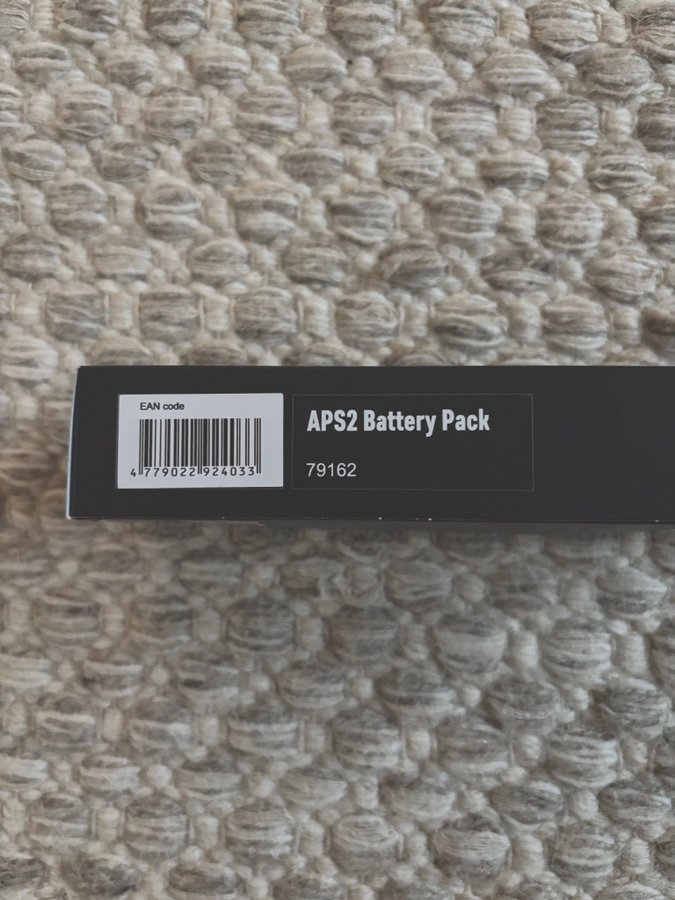 EAN code
4 779022 924033
APS2 Battery Pack
79162